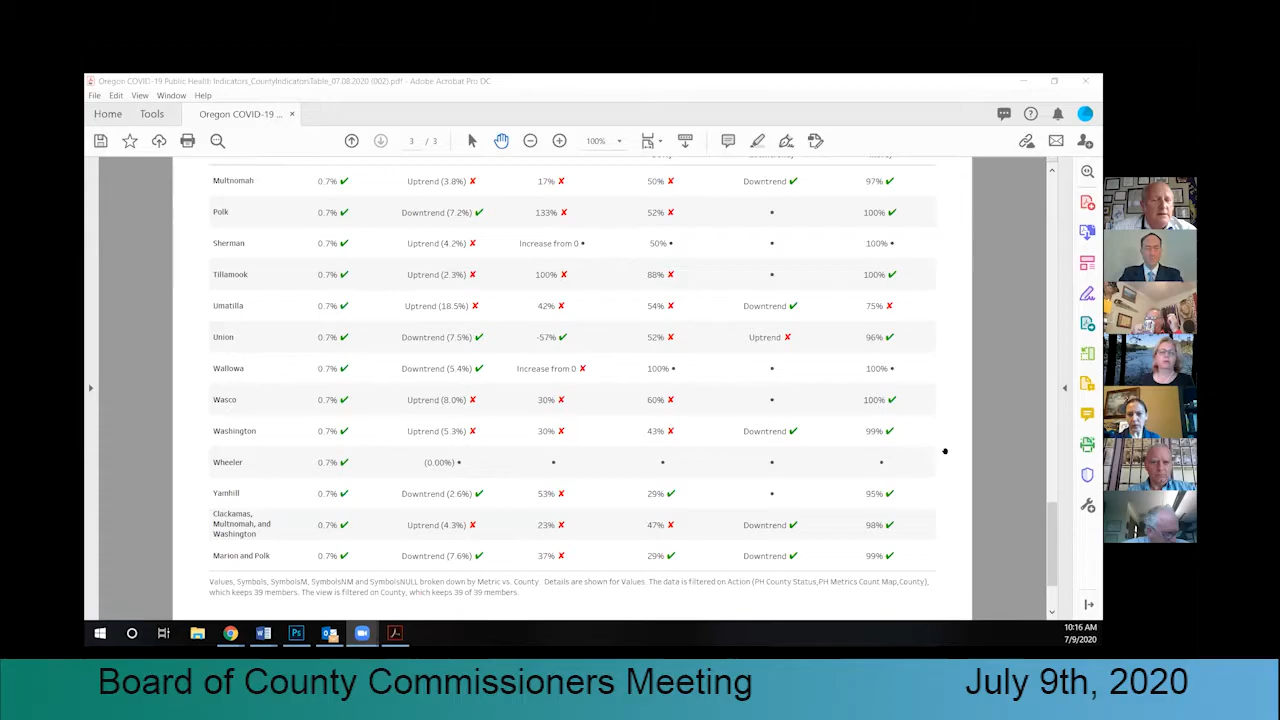 Oregon COVID-19 Public Health Indicators_CountyIndicatorsTable_07.08.2020 (002).pdf - Adobe Acrobat Pro DC
File Edit View Window Help
Home Tools Oregon COVID-19 ... ×
3 / 3 100%
Multnomah 0.7% ✔ Uptrend (3.8%) ✘ 17% ✘ 50% ✘ Downtrend ✔ 97% ✔
Polk 0.7% ✔ Downtrend (7.2%) ✔ 133% ✘ 52% ✘ • 100% ✔
Sherman 0.7% ✔ Uptrend (4.2%) ✘ Increase from 0 • 50% • • 100% •
Tillamook 0.7% ✔ Uptrend (2.3%) ✘ 100% ✘ 88% ✘ • 100% ✔
Umatilla 0.7% ✔ Uptrend (18.5%) ✘ 42% ✘ 54% ✘ Downtrend ✔ 75% ✘
Union 0.7% ✔ Downtrend (7.5%) ✔ -57% ✔ 52% ✘ Uptrend ✘ 96% ✔
Wallowa 0.7% ✔ Downtrend (5.4%) ✔ Increase from 0 ✘ 100% • • 100% •
Wasco 0.7% ✔ Uptrend (8.0%) ✘ 30% ✘ 60% ✘ • 100% ✔
Washington 0.7% ✔ Uptrend (5.3%) ✘ 30% ✘ 43% ✘ Downtrend ✔ 99% ✔
Wheeler 0.7% ✔ (0.00%) • • • • •
Yamhill 0.7% ✔ Downtrend (2.6%) ✔ 53% ✘ 29% ✔ • 95% ✔
Clackamas,
Multnomah, and
Washington 0.7% ✔ Uptrend (4.3%) ✘ 23% ✘ 47% ✘ Downtrend ✔ 98% ✔
Marion and Polk 0.7% ✔ Downtrend (7.6%) ✔ 37% ✘ 29% ✔ Downtrend ✔ 99% ✔
Values, Symbols, SymbolsM, SymbolsNM and SymbolsNULL broken down by Metric vs. County. Details are shown for Values. The data is filtered on Action (PH County Status,PH Metrics Count Map,County),
which keeps 39 members. The view is filtered on County, which keeps 39 of 39 members.
10:16 AM
7/9/2020
Board of County Commissioners Meeting July 9th, 2020